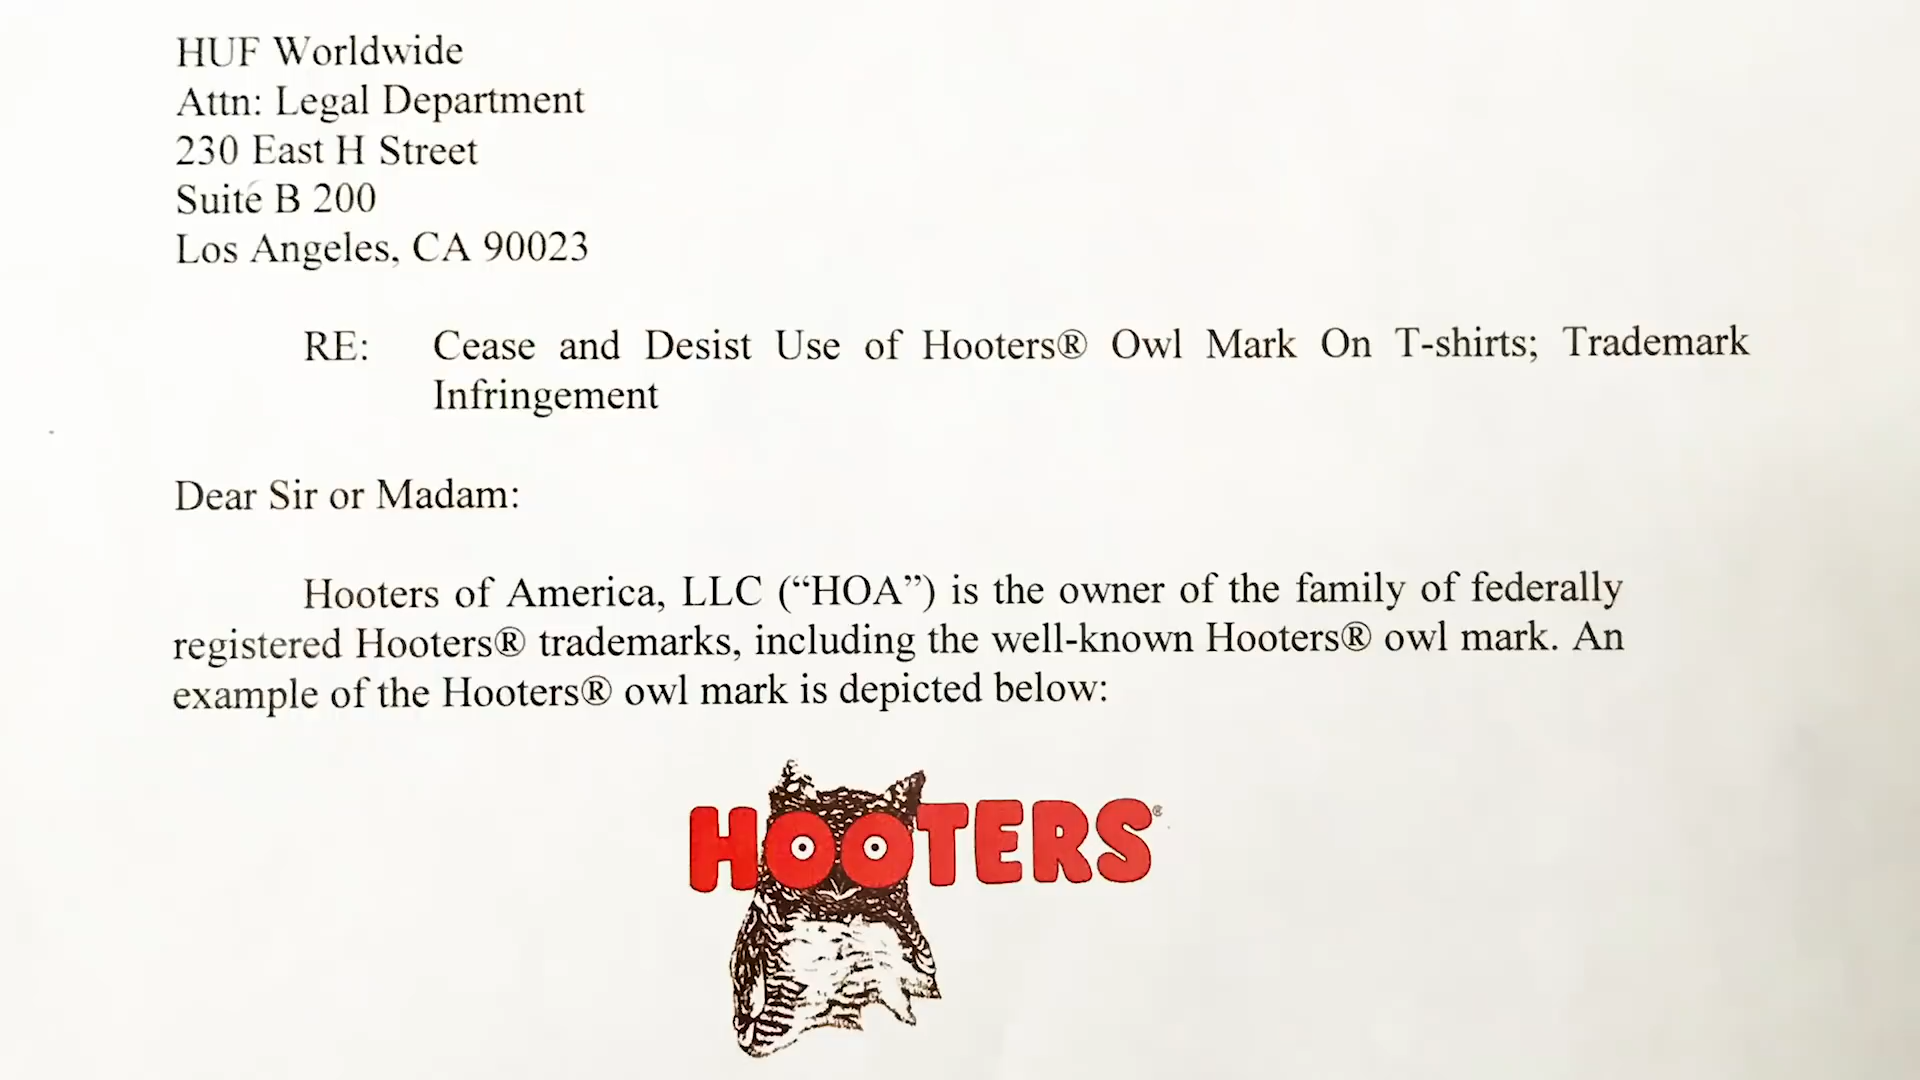 HUF Worldwide
Attn: Legal Department
230 East H Street
Suite B 200
Los Angeles, CA 90023
RE: Cease and Desist Use of Hooters® Owl Mark On T-shirts; Trademark
Infringement
Dear Sir or Madam:
Hooters of America, LLC (“HOA”) is the owner of the family of federally
registered Hooters® trademarks, including the well-known Hooters® owl mark. An
example of the Hooters® owl mark is depicted below:
HOOTERS®